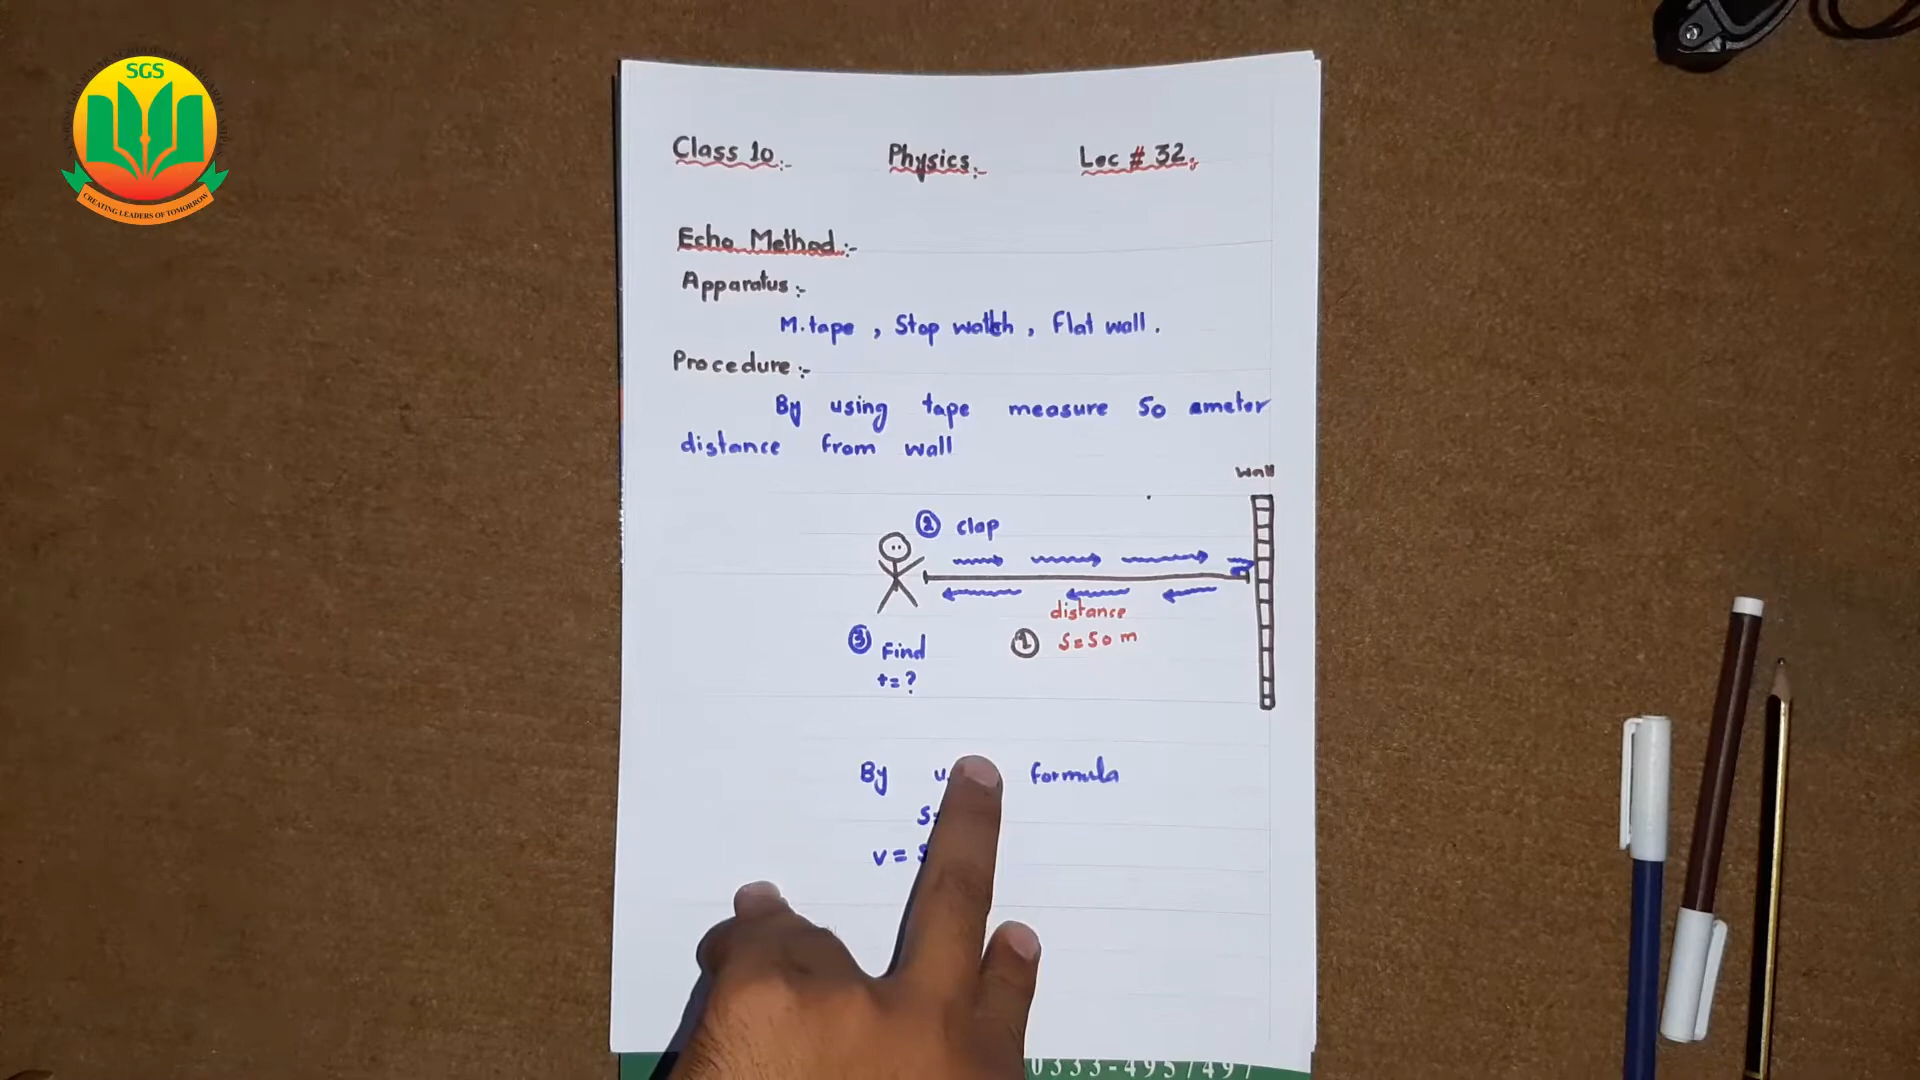 SGS
CREATING LEADERS OF TOMORROW
Class 10:- Physics:- Lec # 32.
Echo Method:-
Apparatus:-
M.tape , Stop watch , Flat wall .
Procedure:-
By using tape measure 50 ameter
distance from wall
Wall
2 clap
distance
3 Find 1 S=50 m
t=?
By formula
S=
v= S
0333-4957497